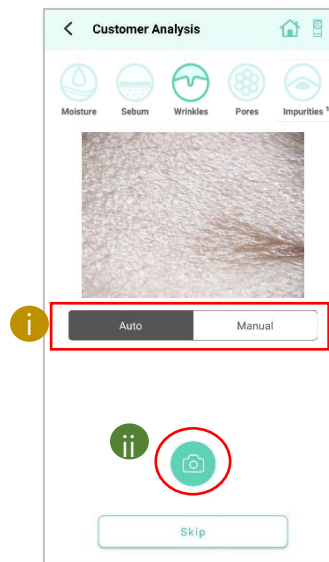 Customer Analysis
Moisture Sebum Wrinkles Pores Impurities
i
Auto Manual
ii
Skip